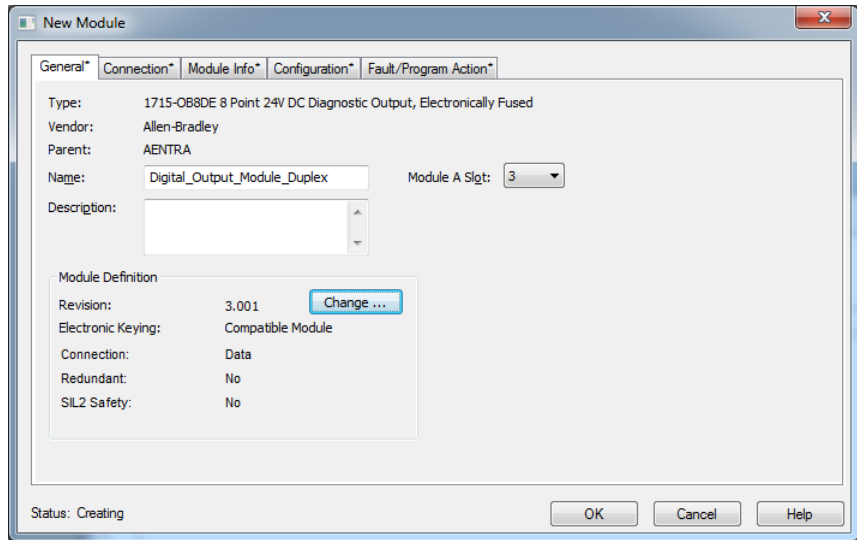 New Module
General* Connection* Module Info* Configuration* Fault/Program Action*
Type: 1715-OB8DE 8 Point 24V DC Diagnostic Output, Electronically Fused
Vendor: Allen-Bradley
Parent: AENTRA
Name: Digital_Output_Module_Duplex Module A Slot: 3
Description:
Module Definition
Revision: 3.001 Change ...
Electronic Keying: Compatible Module
Connection: Data
Redundant: No
SIL2 Safety: No
Status: Creating OK Cancel Help